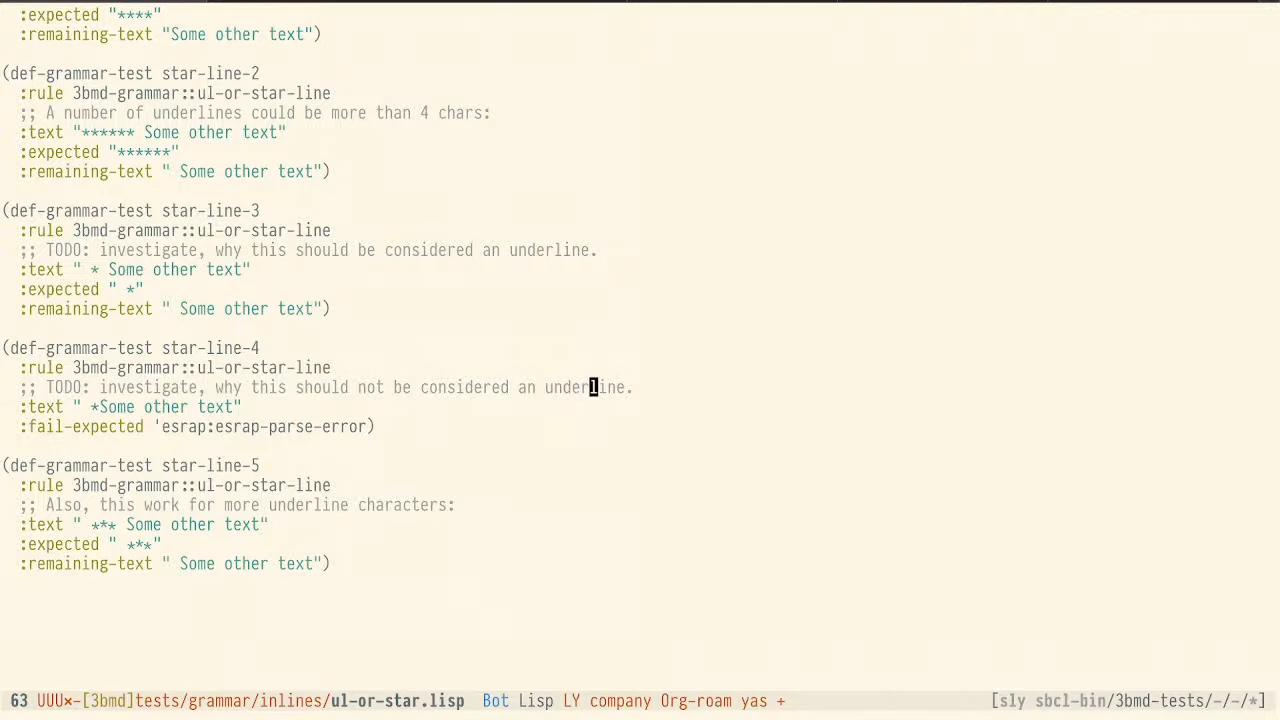 :expected "****"
:remaining-text "Some other text")
(def-grammar-test star-line-2
:rule 3bmd-grammar::ul-or-star-line
;; A number of underlines could be more than 4 chars:
:text "****** Some other text"
:expected "******"
:remaining-text " Some other text")
(def-grammar-test star-line-3
:rule 3bmd-grammar::ul-or-star-line
;; TODO: investigate, why this should be considered an underline.
:text " * Some other text"
:expected " *"
:remaining-text " Some other text")
(def-grammar-test star-line-4
:rule 3bmd-grammar::ul-or-star-line
;; TODO: investigate, why this should not be considered an underline.
:text " *Some other text"
:fail-expected 'esrap:esrap-parse-error)
(def-grammar-test star-line-5
:rule 3bmd-grammar::ul-or-star-line
;; Also, this work for more underline characters:
:text " *** Some other text"
:expected " ***"
:remaining-text " Some other text")
63 UUU×-[3bmd]tests/grammar/inlines/ul-or-star.lisp Bot Lisp LY company Org-roam yas + [sly sbcl-bin/3bmd-tests/-/-/*]